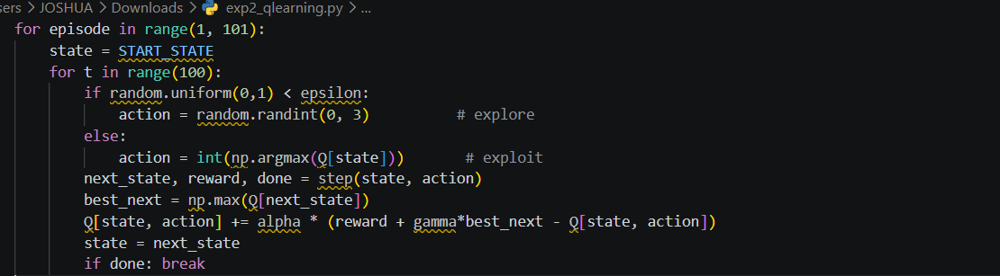 sers > JOSHUA > Downloads > exp2_qlearning.py > ...
for episode in range(1, 101):
    state = START_STATE
    for t in range(100):
        if random.uniform(0,1) < epsilon:
            action = random.randint(0, 3)          # explore
        else:
            action = int(np.argmax(Q[state]))       # exploit
        next_state, reward, done = step(state, action)
        best_next = np.max(Q[next_state])
        Q[state, action] += alpha * (reward + gamma*best_next - Q[state, action])
        state = next_state
        if done: break